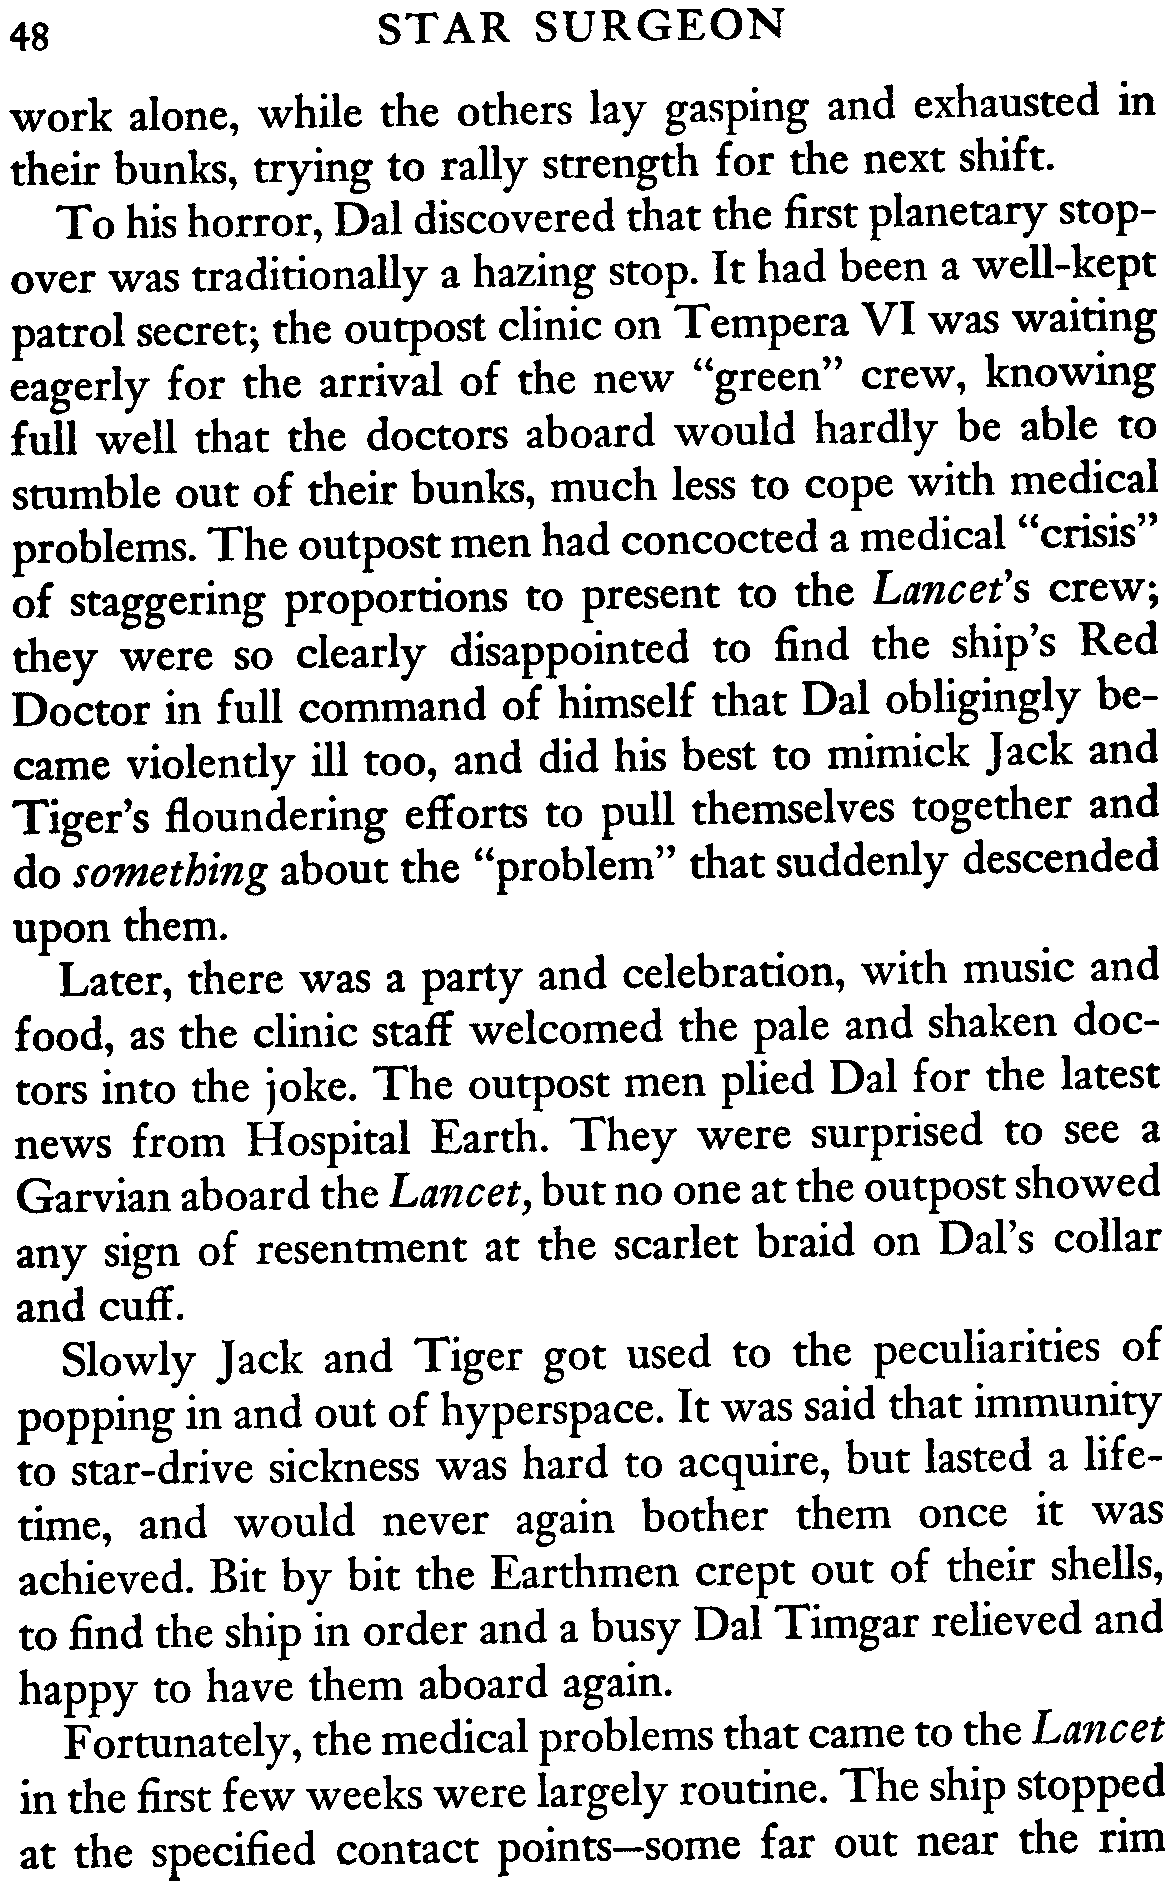 48 STAR SURGEON
work alone, while the others lay gasping and exhausted in
their bunks, trying to rally strength for the next shift.
To his horror, Dal discovered that the first planetary stop-
over was traditionally a hazing stop. It had been a well-kept
patrol secret; the outpost clinic on Tempera VI was waiting
eagerly for the arrival of the new “green” crew, knowing
full well that the doctors aboard would hardly be able to
stumble out of their bunks, much less to cope with medical
problems. The outpost men had concocted a medical “crisis”
of staggering proportions to present to the Lancet's crew;
they were so clearly disappointed to find the ship's Red
Doctor in full command of himself that Dal obligingly be-
came violently ill too, and did his best to mimick Jack and
Tiger's floundering efforts to pull themselves together and
do something about the “problem” that suddenly descended
upon them.
Later, there was a party and celebration, with music and
food, as the clinic staff welcomed the pale and shaken doc-
tors into the joke. The outpost men plied Dal for the latest
news from Hospital Earth. They were surprised to see a
Garvian aboard the Lancet, but no one at the outpost showed
any sign of resentment at the scarlet braid on Dal's collar
and cuff.
Slowly Jack and Tiger got used to the peculiarities of
popping in and out of hyperspace. It was said that immunity
to star-drive sickness was hard to acquire, but lasted a life-
time, and would never again bother them once it was
achieved. Bit by bit the Earthmen crept out of their shells,
to find the ship in order and a busy Dal Timgar relieved and
happy to have them aboard again.
Fortunately, the medical problems that came to the Lancet
in the first few weeks were largely routine. The ship stopped
at the specified contact points—some far out near the rim